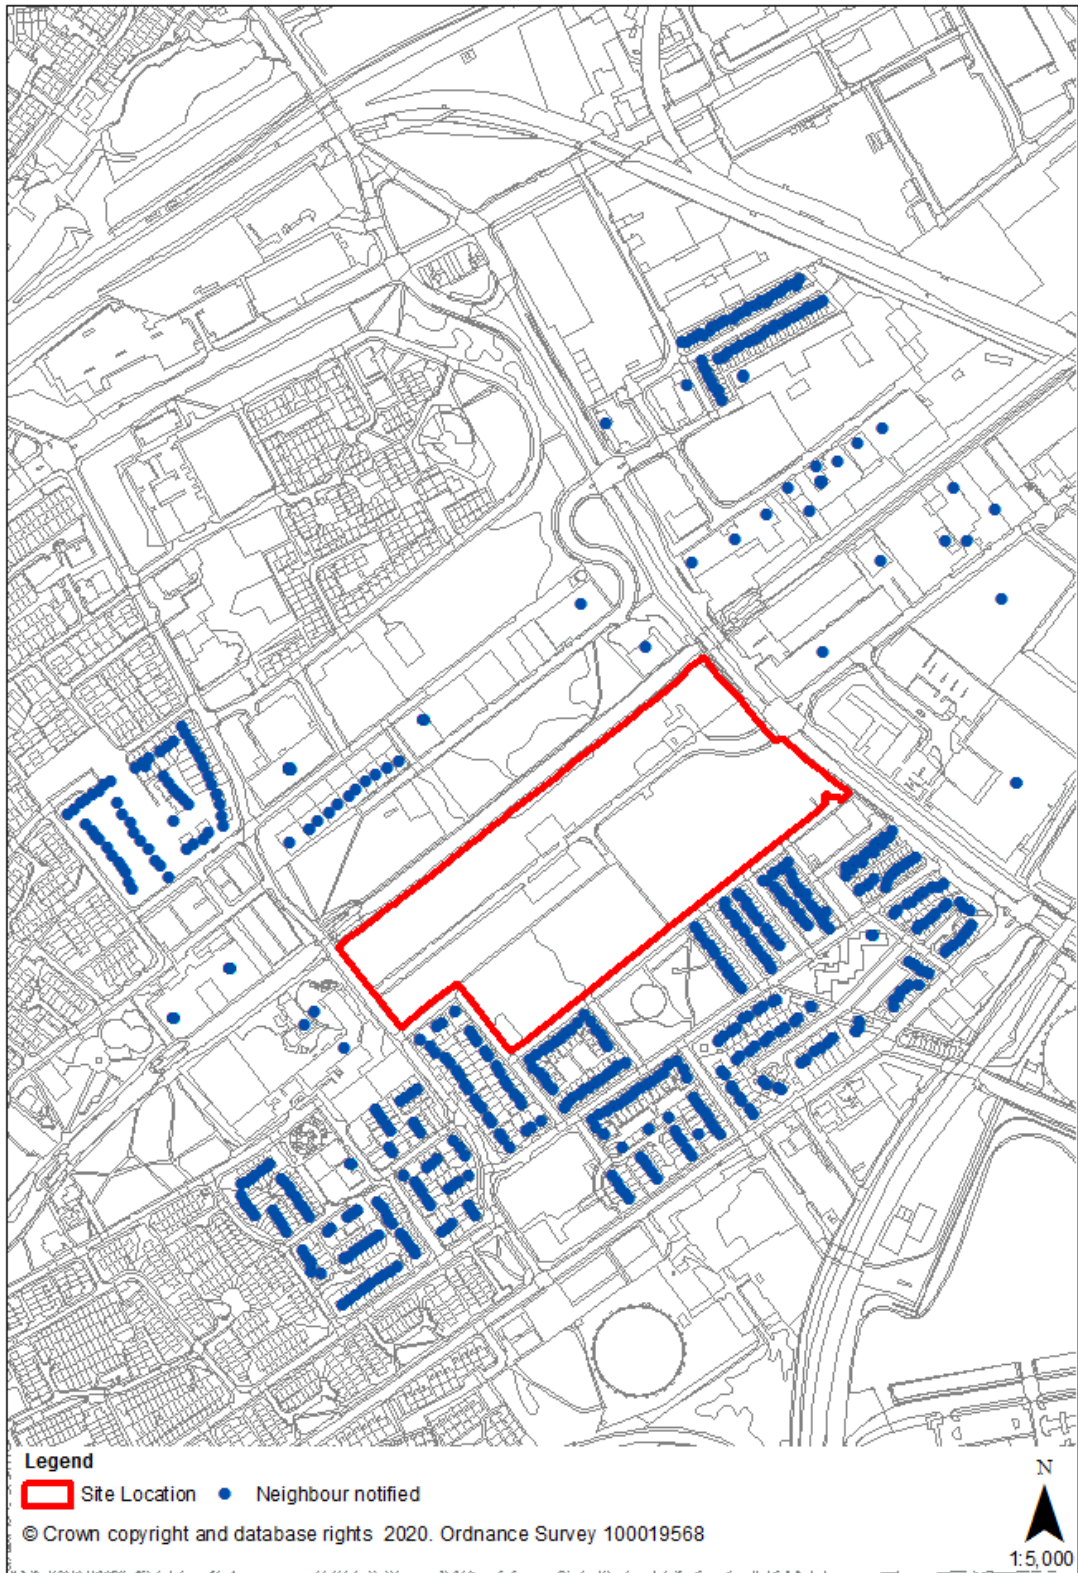 Legend
Site Location
Neighbour notified
© Crown copyright and database rights 2020. Ordnance Survey 100019568
N
1:5,000